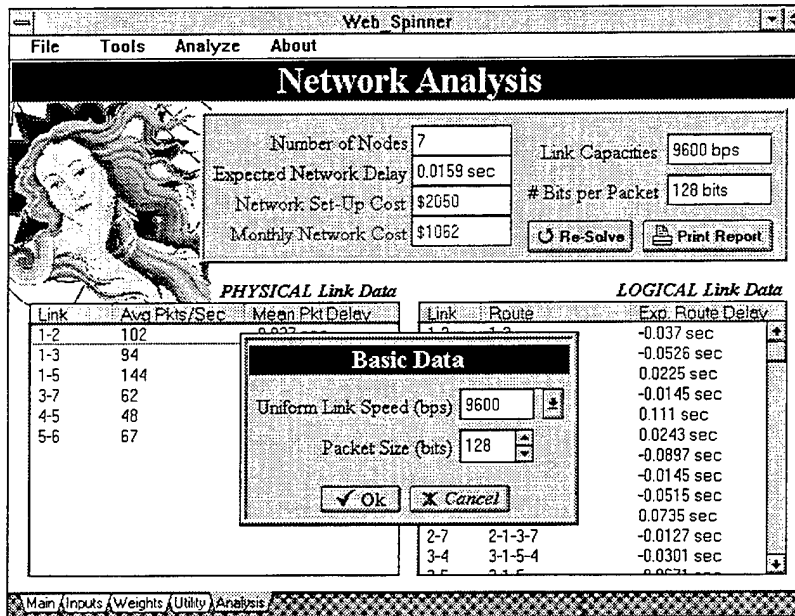 Web_Spinner
File Tools Analyze About
Network Analysis
Number of Nodes 7
Expected Network Delay 0.0159 sec
Network Set-Up Cost $2050
Monthly Network Cost $1062
Link Capacities 9600 bps
# Bits per Packet 128 bits
Re-Solve Print Report
PHYSICAL Link Data
Link Avg Pkts/Sec Mean Pkt Delay
1-2 102
1-3 94
1-5 144
3-7 62
4-5 48
5-6 67
LOGICAL Link Data
Link Route Exp. Route Delay
-0.037 sec
-0.0526 sec
0.0225 sec
-0.0145 sec
0.111 sec
0.0243 sec
-0.0897 sec
-0.0145 sec
-0.0515 sec
0.0735 sec
2-7 2-1-3-7 -0.0127 sec
3-4 3-1-5-4 -0.0301 sec
Basic Data
Uniform Link Speed (bps) 9600
Packet Size (bits) 128
Ok Cancel
Main Inputs Weights Utility Analysis